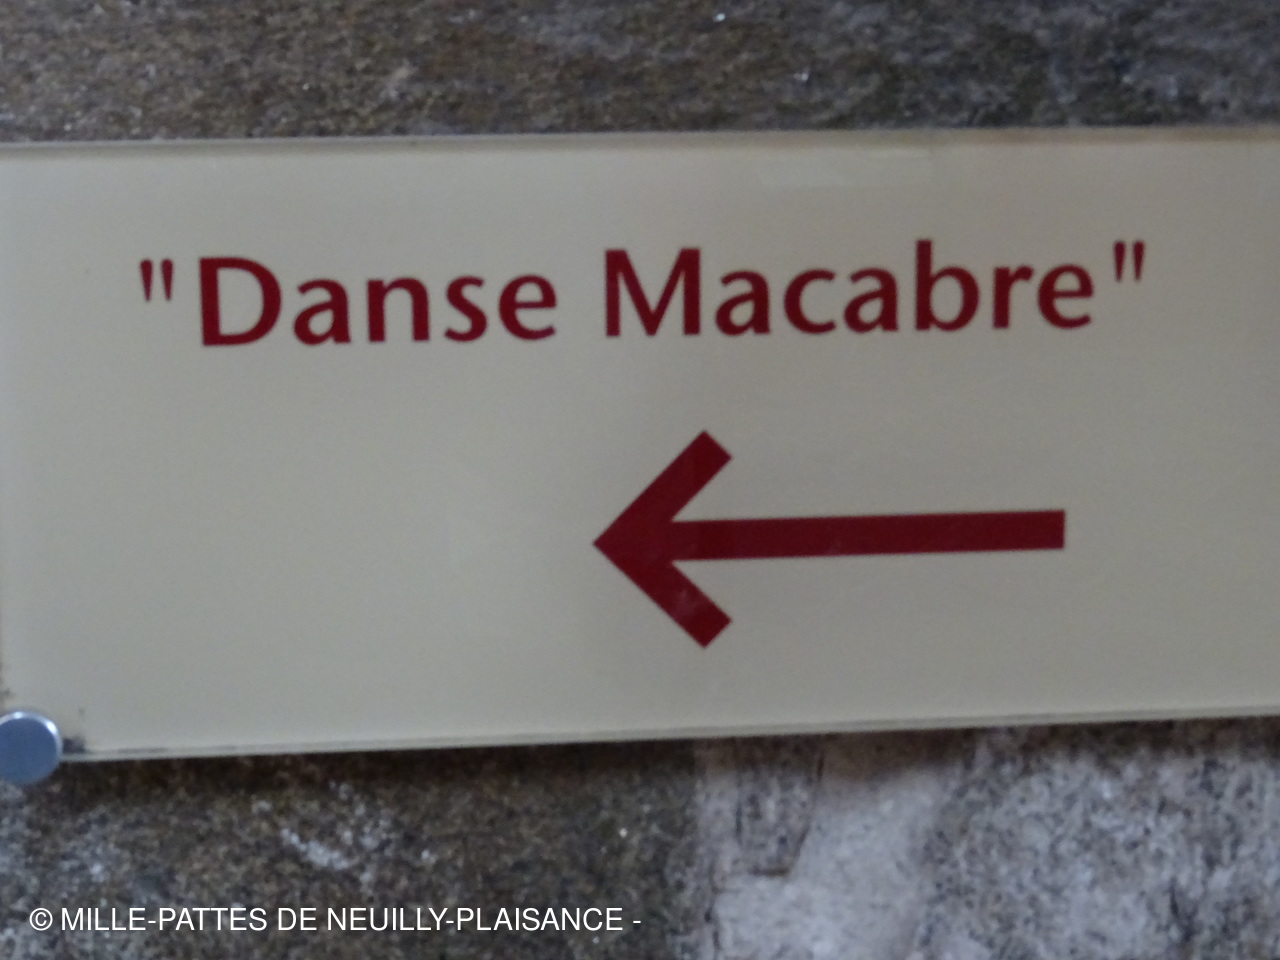 "Danse Macabre"
© MILLE-PATTES DE NEUILLY-PLAISANCE -